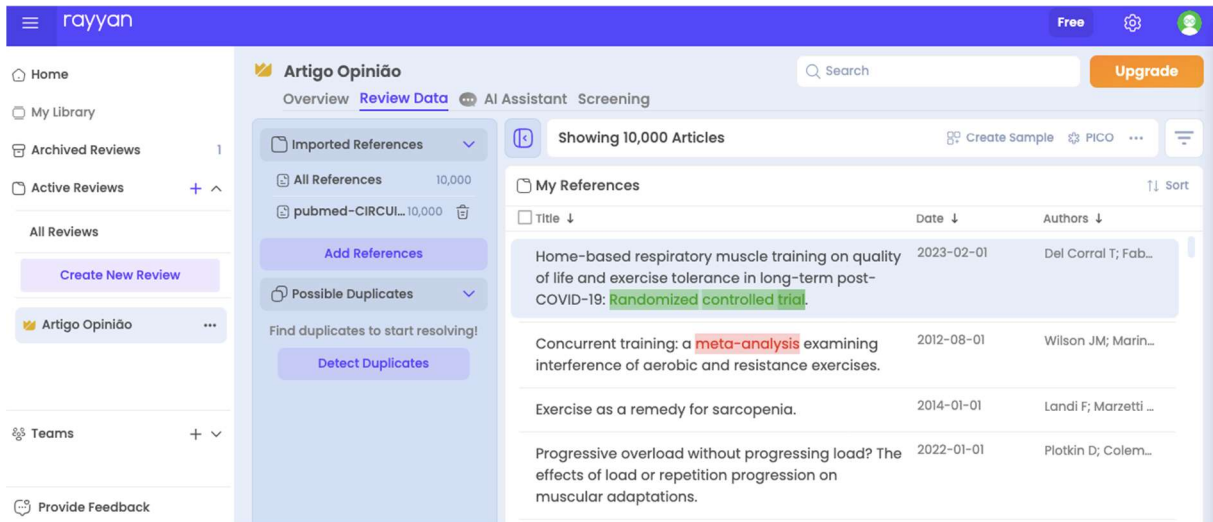 rayyan
Free
Home
My Library
Archived Reviews 1
Active Reviews +
All Reviews
Create New Review
Artigo Opinião ...
Teams +
Provide Feedback
Artigo Opinião
Search
Upgrade
Overview Review Data AI Assistant Screening
Imported References
All References 10,000
pubmed-CIRCUI... 10,000
Add References
Possible Duplicates
Find duplicates to start resolving!
Detect Duplicates
Showing 10,000 Articles
Create Sample PICO ...
My References
Sort
Title ↓ Date ↓ Authors ↓
Home-based respiratory muscle training on quality 2023-02-01 Del Corral T; Fab...
of life and exercise tolerance in long-term post-
COVID-19: Randomized controlled trial.
Concurrent training: a meta-analysis examining 2012-08-01 Wilson JM; Marin...
interference of aerobic and resistance exercises.
Exercise as a remedy for sarcopenia. 2014-01-01 Landi F; Marzetti ...
Progressive overload without progressing load? The 2022-01-01 Plotkin D; Colem...
effects of load or repetition progression on
muscular adaptations.